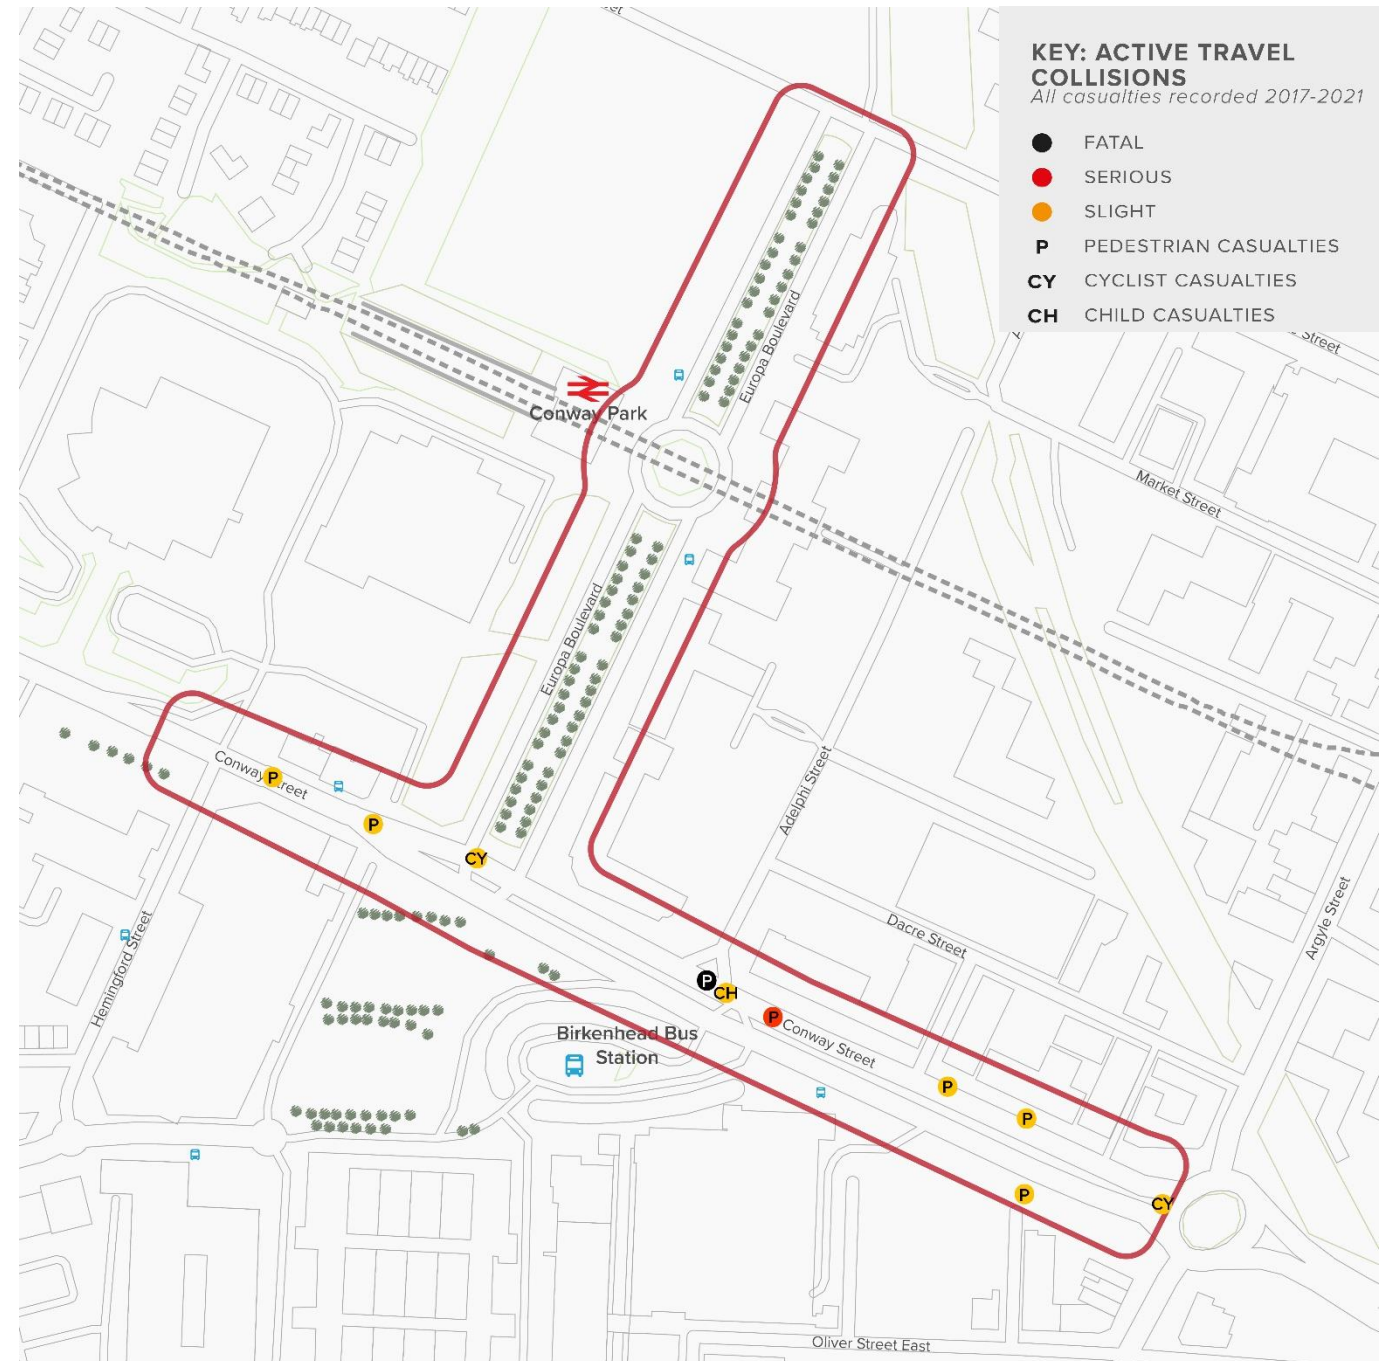 et
KEY: ACTIVE TRAVEL
COLLISIONS
All casualties recorded 2017-2021
FATAL
SERIOUS
SLIGHT
P PEDESTRIAN CASUALTIES
CY CYCLIST CASUALTIES
CH CHILD CASUALTIES
Street
Europa Boulevard
Conway Park
Market Street
Europa Boulevard
Conway Street
P
P
CY
Adelphi Street
Hemingford Street
Dacre Street
Argyle Street
P
CH
P
Conway Street
Birkenhead Bus
Station
P
P
P
CY
Oliver Street East